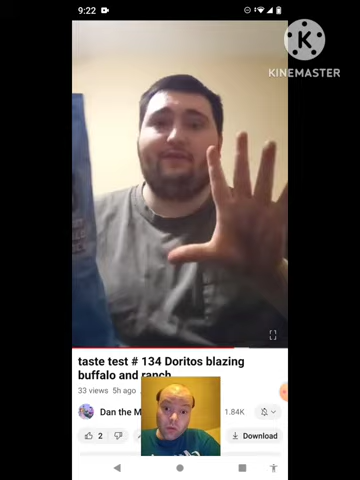 9:22
K
KINEMASTER
taste test # 134 Doritos blazing
buffalo and ranch
33 views 5h ago
Dan the M
1.84K
2
Download